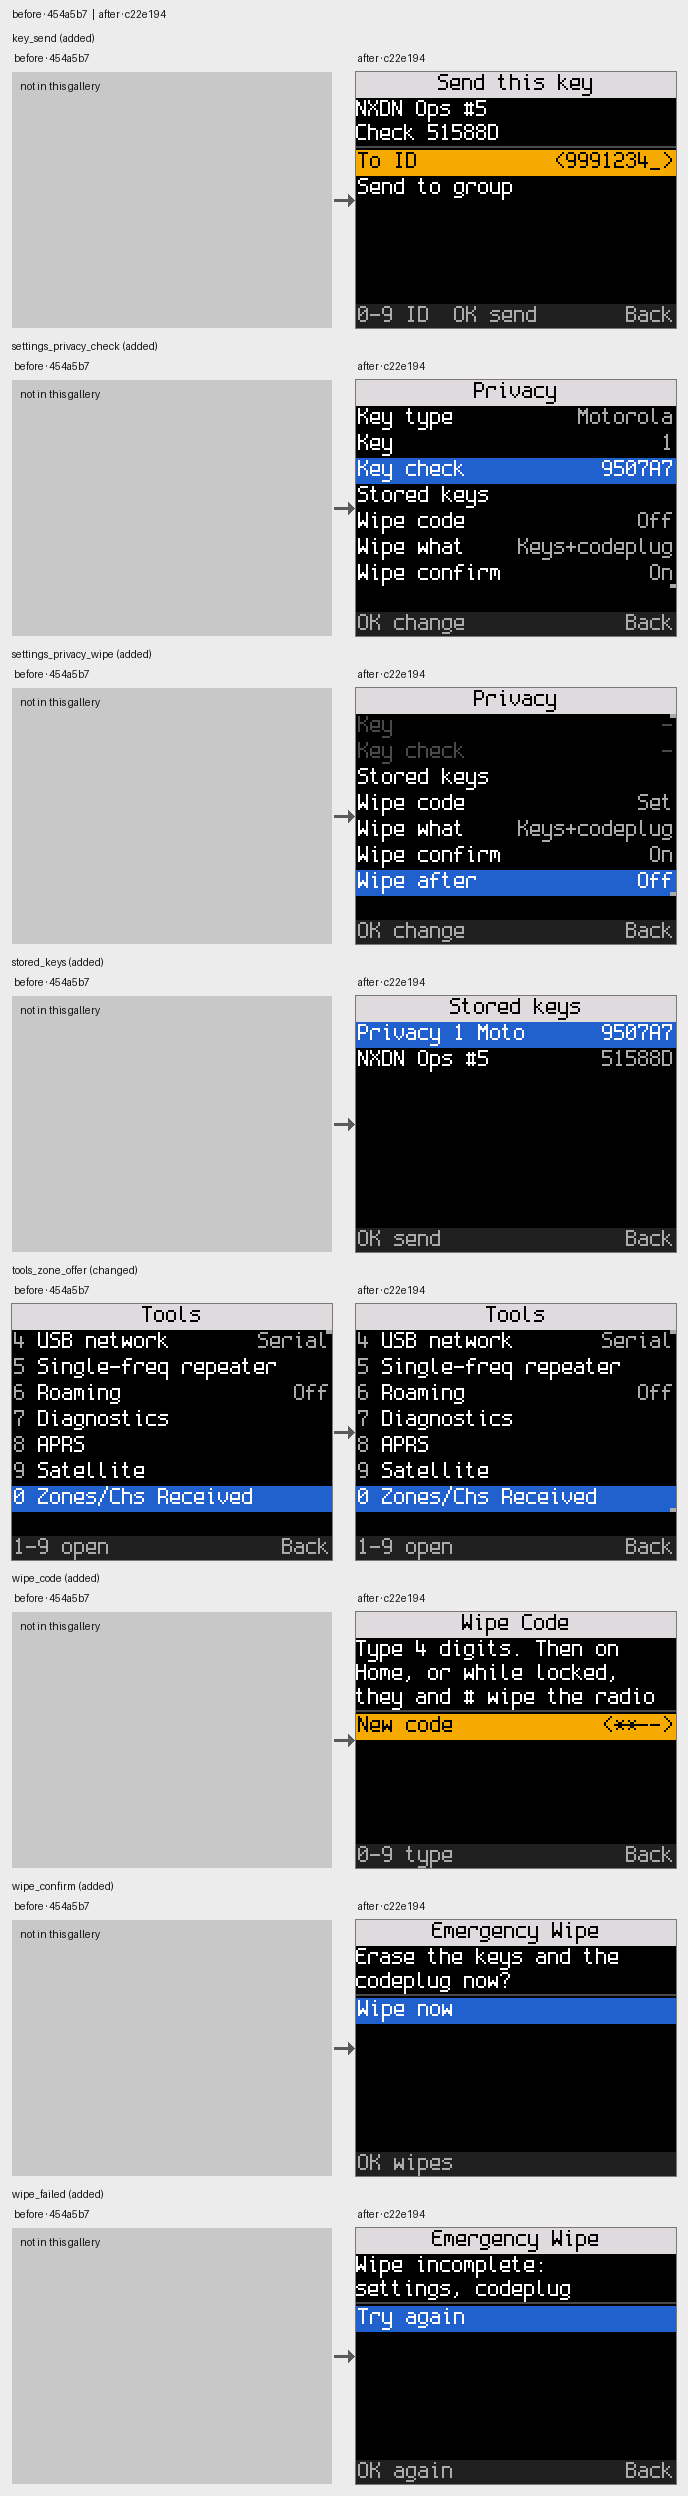 before · 454a5b7 | after · c22e194
key_send (added)
before · 454a5b7
after · c22e194
not in this gallery
Send this key
NXDN Ops #5
Check 51588D
To ID <9991234_>
Send to group
0-9 ID OK send Back
settings_privacy_check (added)
before · 454a5b7
after · c22e194
not in this gallery
Privacy
Key type Motorola
Key 1
Key check 9507A7
Stored keys
Wipe code Off
Wipe what Keys+codeplug
Wipe confirm On
OK change Back
settings_privacy_wipe (added)
before · 454a5b7
after · c22e194
not in this gallery
Privacy
Key -
Key check -
Stored keys
Wipe code Set
Wipe what Keys+codeplug
Wipe confirm On
Wipe after Off
OK change Back
stored_keys (added)
before · 454a5b7
after · c22e194
not in this gallery
Stored keys
Privacy 1 Moto 9507A7
NXDN Ops #5 51588D
OK send Back
tools_zone_offer (changed)
before · 454a5b7
after · c22e194
Tools
4 USB network Serial
5 Single-freq repeater
6 Roaming Off
7 Diagnostics
8 APRS
9 Satellite
0 Zones/Chs Received
1-9 open Back
Tools
4 USB network Serial
5 Single-freq repeater
6 Roaming Off
7 Diagnostics
8 APRS
9 Satellite
0 Zones/Chs Received
1-9 open Back
wipe_code (added)
before · 454a5b7
after · c22e194
not in this gallery
Wipe Code
Type 4 digits. Then on
Home, or while locked,
they and # wipe the radio
New code <**-->
0-9 type Back
wipe_confirm (added)
before · 454a5b7
after · c22e194
not in this gallery
Emergency Wipe
Erase the keys and the
codeplug now?
Wipe now
OK wipes
wipe_failed (added)
before · 454a5b7
after · c22e194
not in this gallery
Emergency Wipe
Wipe incomplete:
settings, codeplug
Try again
OK again Back